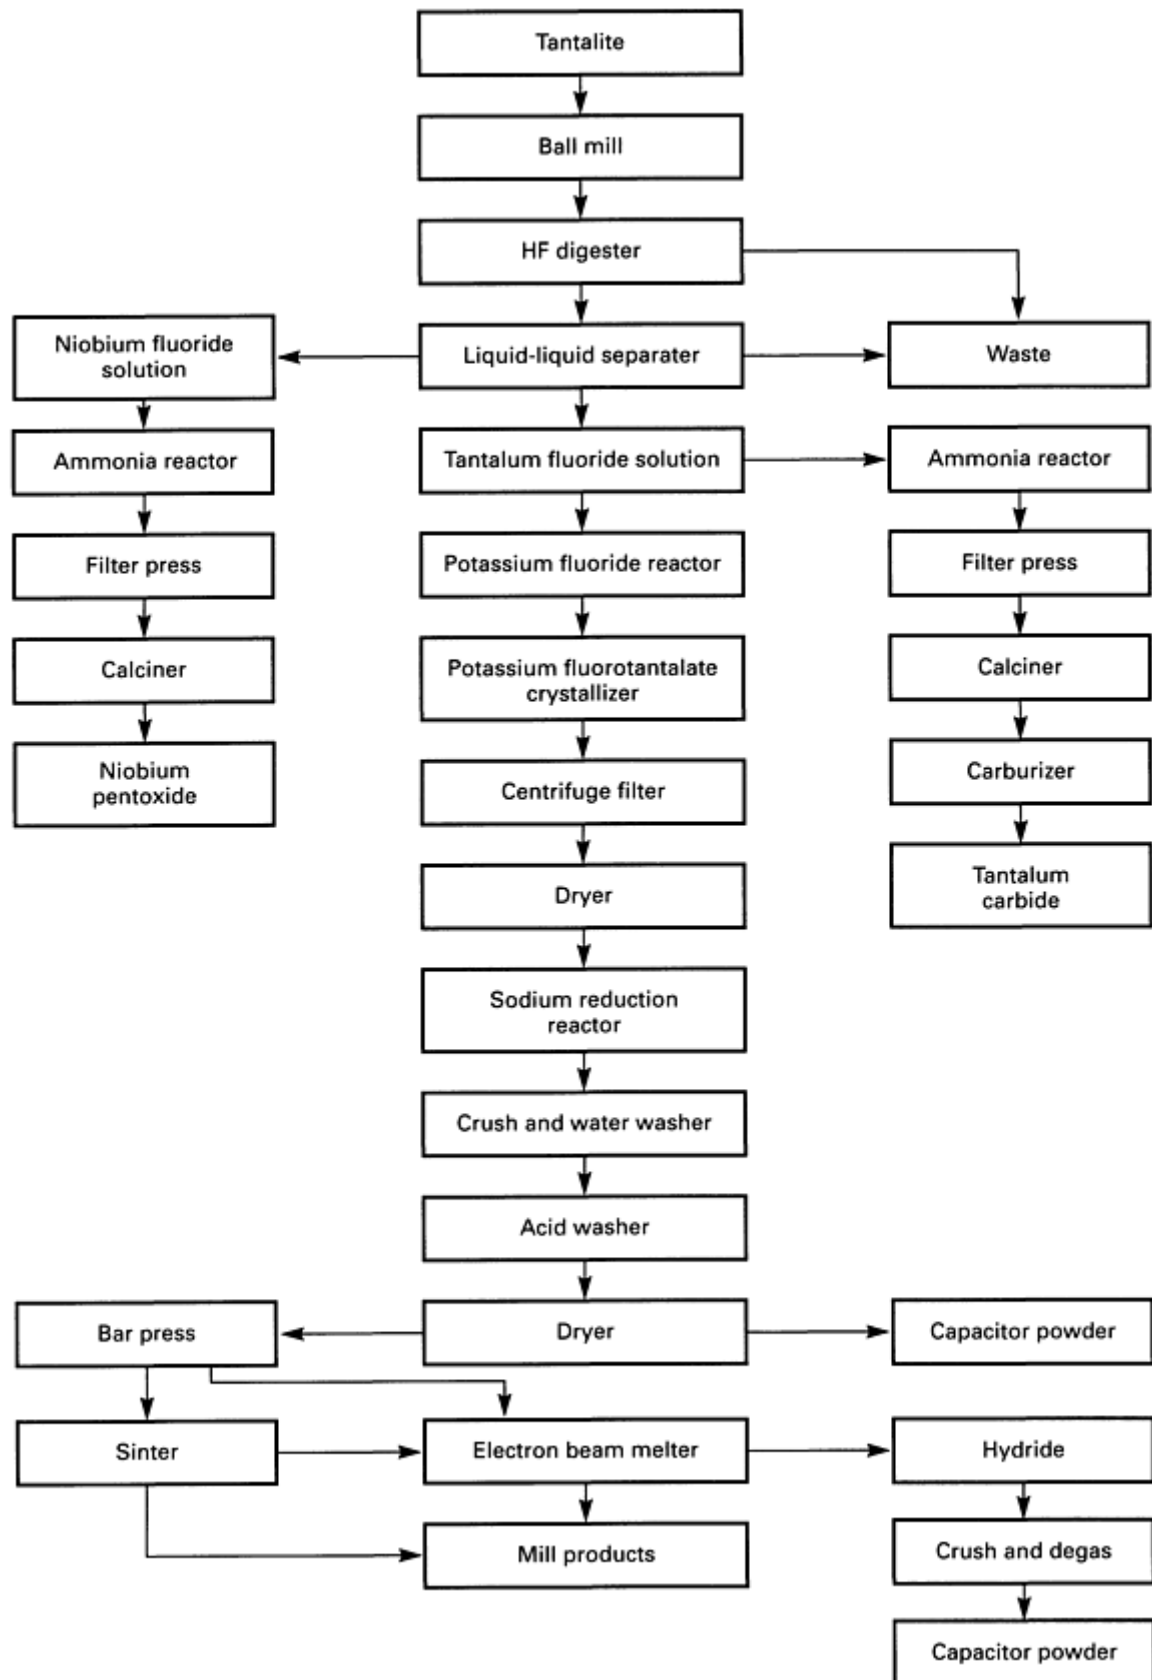 Tantalite
Ball mill
HF digester
Niobium fluoride
solution
Liquid-liquid separater
Waste
Ammonia reactor
Tantalum fluoride solution
Ammonia reactor
Filter press
Potassium fluoride reactor
Filter press
Calciner
Potassium fluorotantalate
crystallizer
Calciner
Niobium
pentoxide
Centrifuge filter
Carburizer
Dryer
Tantalum
carbide
Sodium reduction
reactor
Crush and water washer
Acid washer
Bar press
Dryer
Capacitor powder
Sinter
Electron beam melter
Hydride
Mill products
Crush and degas
Capacitor powder